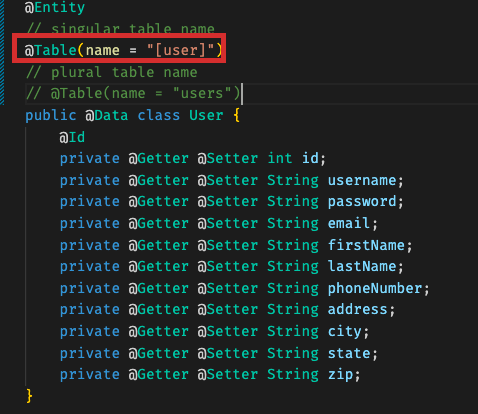 @Entity
// singular table name
@Table(name = "[user]")
// plural table name
// @Table(name = "users")
public @Data class User {
@Id
private @Getter @Setter int id;
private @Getter @Setter String username;
private @Getter @Setter String password;
private @Getter @Setter String email;
private @Getter @Setter String firstName;
private @Getter @Setter String lastName;
private @Getter @Setter String phoneNumber;
private @Getter @Setter String address;
private @Getter @Setter String city;
private @Getter @Setter String state;
private @Getter @Setter String zip;
}